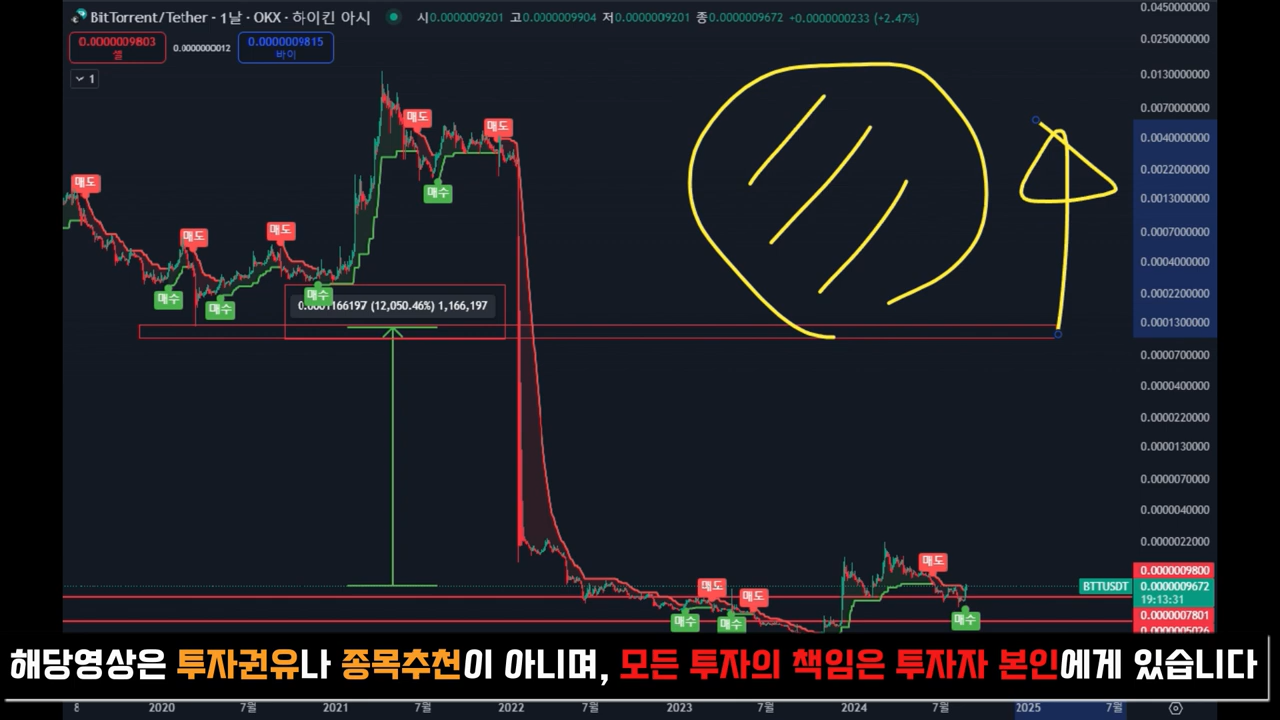 BitTorrent/Tether · 1날 · OKX · 하이킨 아시 시0.0000009201 고0.0000009904 저0.0000009201 종0.0000009672 +0.0000000233 (+2.47%)
0.0000009803 셀
0.0000000012
0.0000009815 바이
1
0.0450000000
0.0250000000
0.0130000000
0.0070000000
0.0040000000
0.0022000000
0.0013000000
0.0007000000
0.0004000000
0.0002200000
0.0001300000
0.0000700000
0.0000400000
0.0000220000
0.0000130000
0.0000070000
0.0000040000
0.0000022000
매도
매도
매도
매도
매도
매수
매수
매수
매수
0.0001166197 (12,050.46%) 1,166,197
매도
매도
매도
매수
매수
매수
0.0000009800
BTTUSDT 0.0000009672
19:13:31
0.0000007801
0.0000005026
해당영상은 투자권유나 종목추천이 아니며, 모든 투자의 책임은 투자자 본인에게 있습니다
8 2020 7월 2021 7월 2022 7월 2023 7월 2024 7월 2025 7월